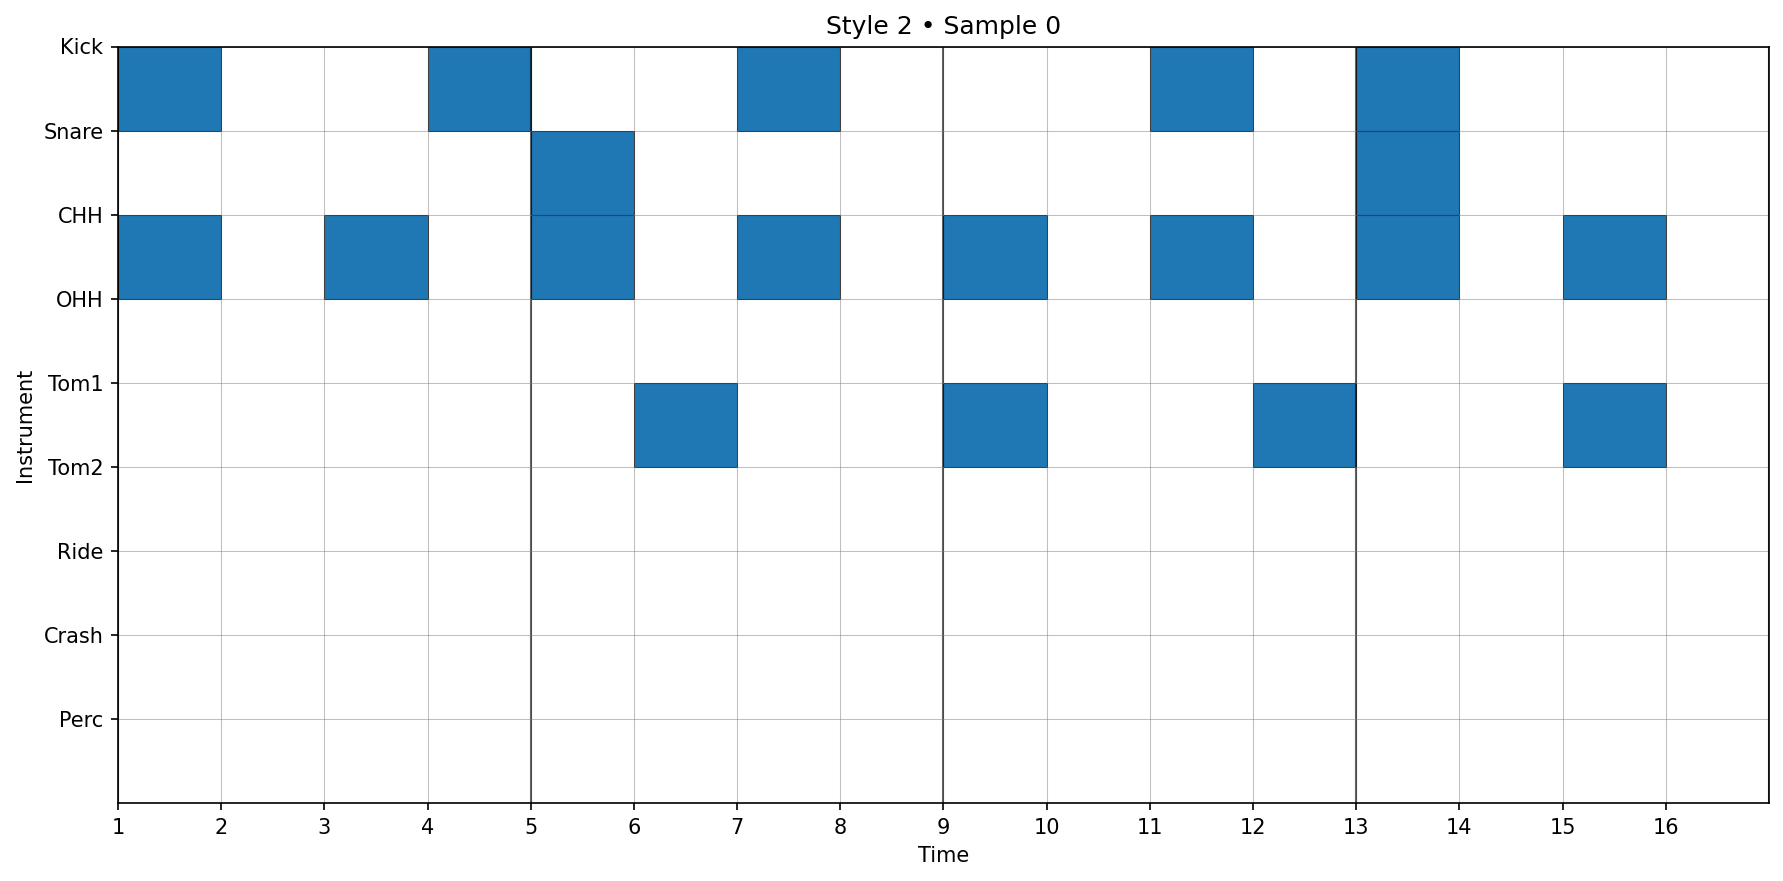 Style 2 • Sample 0
Kick
Snare
CHH
OHH
Tom1
Tom2
Ride
Crash
Perc
Instrument
1 2 3 4 5 6 7 8 9 10 11 12 13 14 15 16
Time